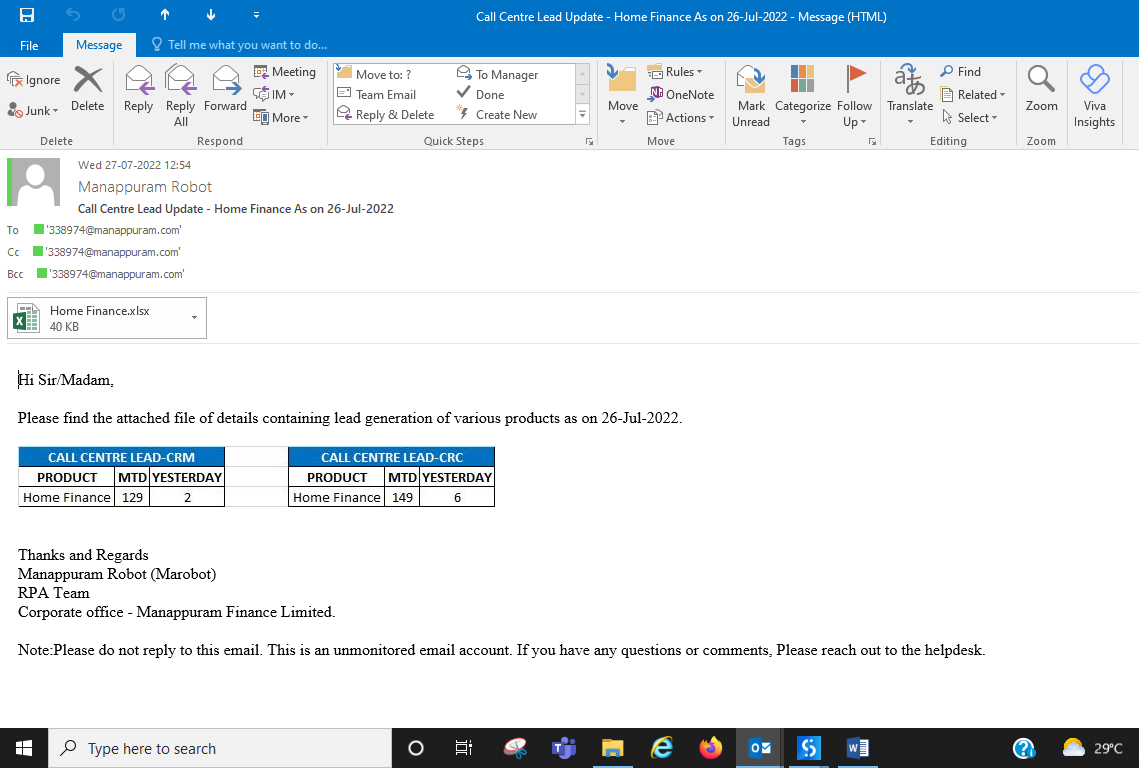 Call Centre Lead Update - Home Finance As on 26-Jul-2022 - Message (HTML)
File Message Tell me what you want to do...
Ignore
Junk
Delete
Reply
Reply All
Forward
Meeting
IM
More
Move to: ?
Team Email
Reply & Delete
To Manager
Done
Create New
Move
Rules
OneNote
Actions
Mark Unread
Categorize
Follow Up
Translate
Find
Related
Select
Zoom
Viva Insights
Delete Respond Quick Steps Move Tags Editing Zoom
Wed 27-07-2022 12:54
Manappuram Robot
Call Centre Lead Update - Home Finance As on 26-Jul-2022
To '338974@manappuram.com'
Cc '338974@manappuram.com'
Bcc '338974@manappuram.com'
Home Finance.xlsx
40 KB
Hi Sir/Madam,
Please find the attached file of details containing lead generation of various products as on 26-Jul-2022.
CALL CENTRE LEAD-CRM CALL CENTRE LEAD-CRC
PRODUCT MTD YESTERDAY PRODUCT MTD YESTERDAY
Home Finance 129 2 Home Finance 149 6
Thanks and Regards
Manappuram Robot (Marobot)
RPA Team
Corporate office - Manappuram Finance Limited.
Note:Please do not reply to this email. This is an unmonitored email account. If you have any questions or comments, Please reach out to the helpdesk.
Type here to search
29°C